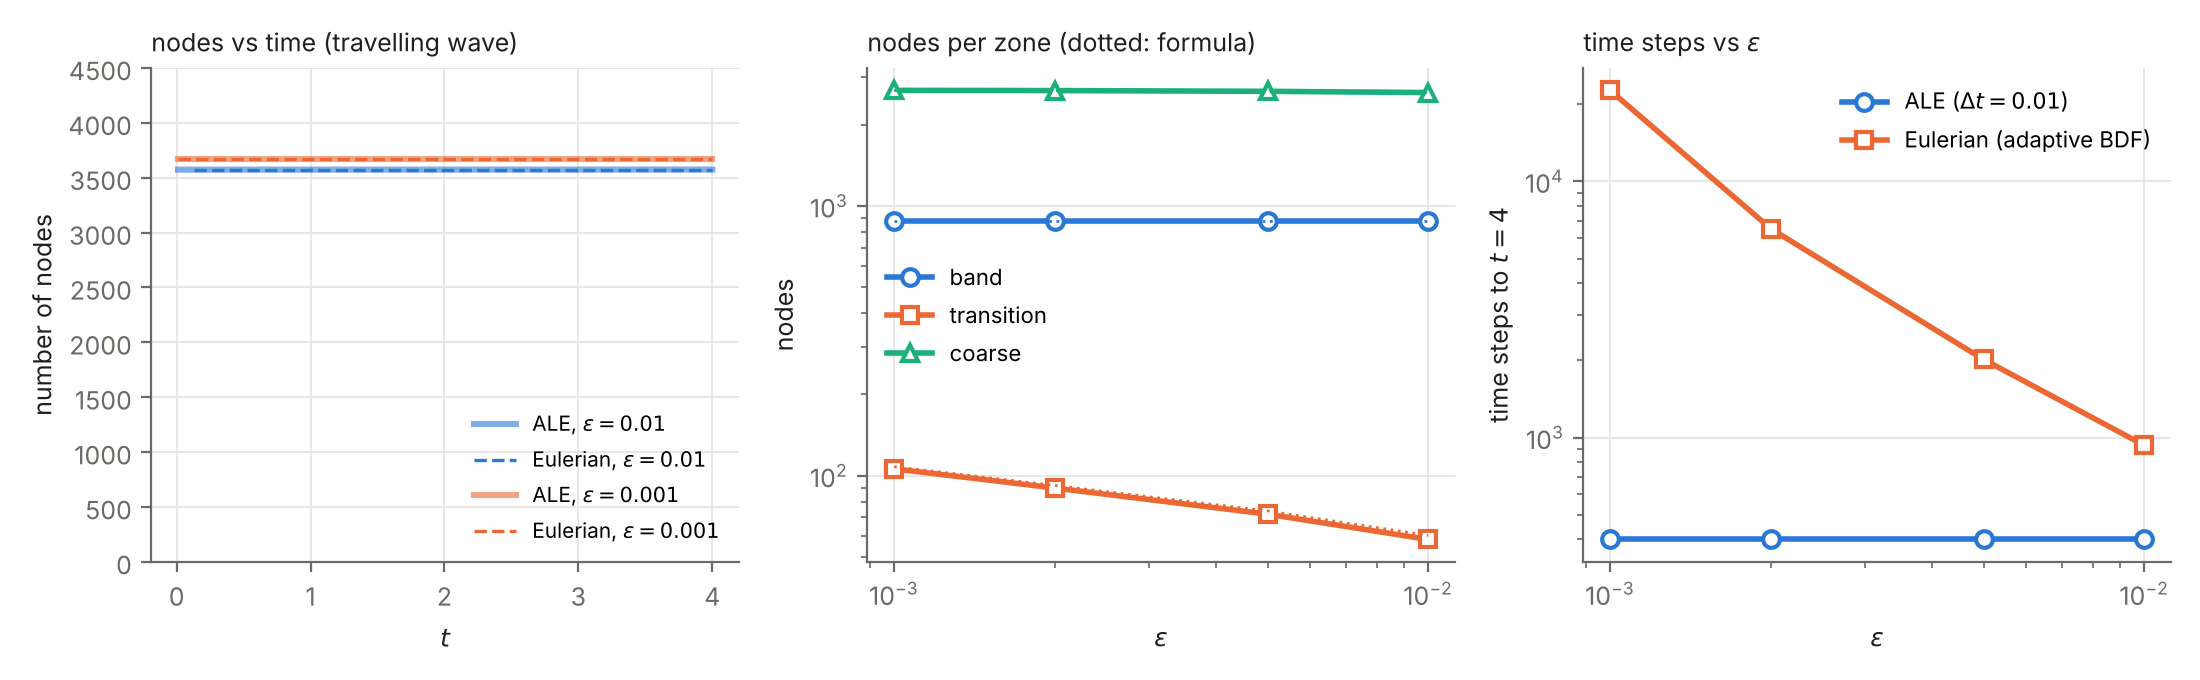 nodes vs time (travelling wave)
number of nodes
4500
4000
3500
3000
2500
2000
1500
1000
500
0
ALE, ε = 0.01
Eulerian, ε = 0.01
ALE, ε = 0.001
Eulerian, ε = 0.001
0 1 2 3 4
t
nodes per zone (dotted: formula)
nodes
10³
10²
band
transition
coarse
10⁻³ 10⁻²
ε
time steps vs ε
time steps to t = 4
10⁴
10³
ALE (Δt = 0.01)
Eulerian (adaptive BDF)
10⁻³ 10⁻²
ε